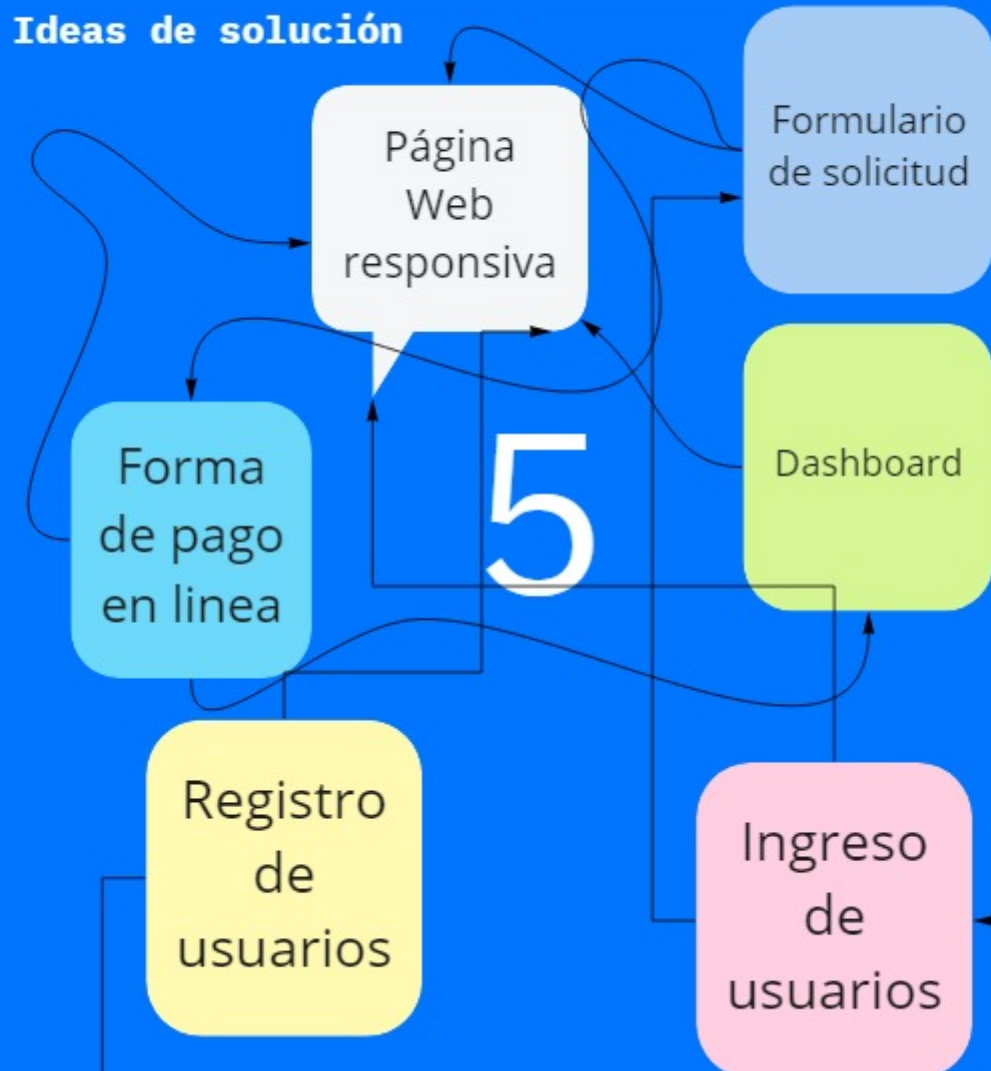 Ideas de solución
Página
Web
responsiva
Formulario
de solicitud
Forma
de pago
en linea
5
Dashboard
Registro
de
usuarios
Ingreso
de
usuarios